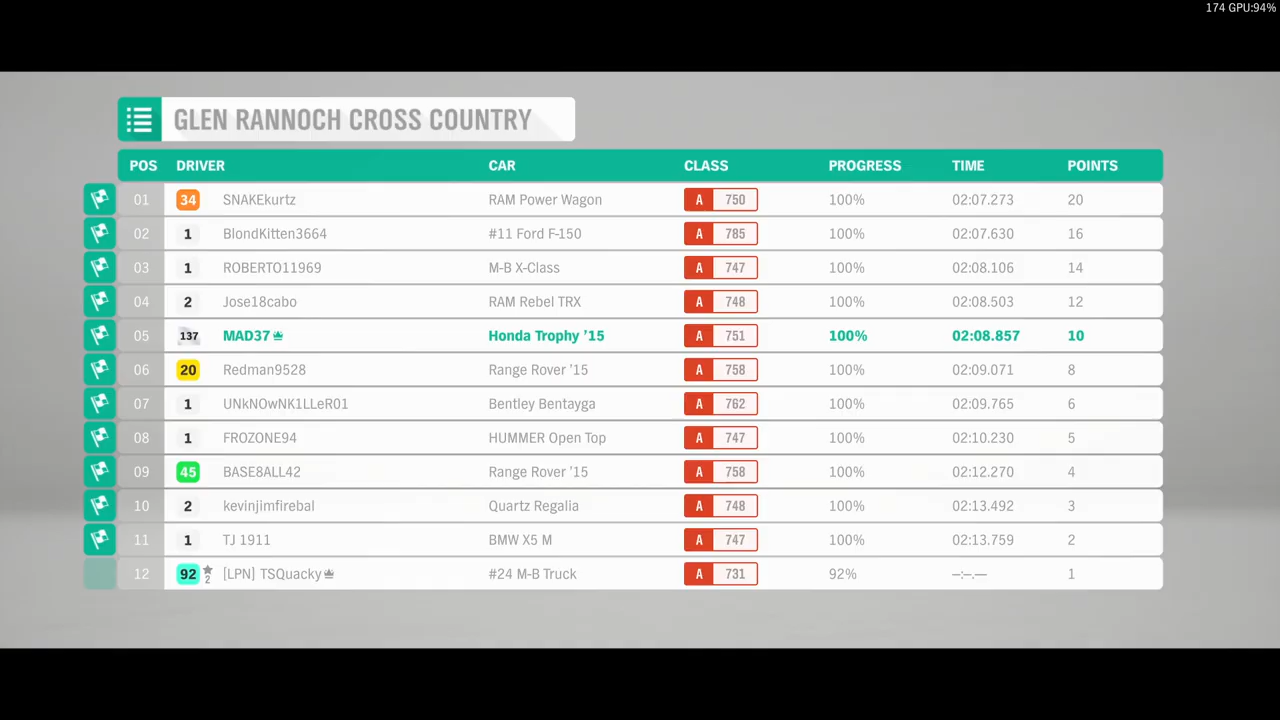 174 GPU:94%
GLEN RANNOCH CROSS COUNTRY
POS DRIVER CAR CLASS PROGRESS TIME POINTS
01 34 SNAKEkurtz RAM Power Wagon A 750 100% 02:07.273 20
02 1 BlondKitten3664 #11 Ford F-150 A 785 100% 02:07.630 16
03 1 ROBERTO11969 M-B X-Class A 747 100% 02:08.106 14
04 2 Jose18cabo RAM Rebel TRX A 748 100% 02:08.503 12
05 137 MAD37 Honda Trophy '15 A 751 100% 02:08.857 10
06 20 Redman9528 Range Rover '15 A 758 100% 02:09.071 8
07 1 UNkNOwNK1LLeR01 Bentley Bentayga A 762 100% 02:09.765 6
08 1 FROZONE94 HUMMER Open Top A 747 100% 02:10.230 5
09 45 BASE8ALL42 Range Rover '15 A 758 100% 02:12.270 4
10 2 kevinjimfirebal Quartz Regalia A 748 100% 02:13.492 3
11 1 TJ 1911 BMW X5 M A 747 100% 02:13.759 2
12 92 2 [LPN] TSQuacky #24 M-B Truck A 731 92% –:–.–– 1